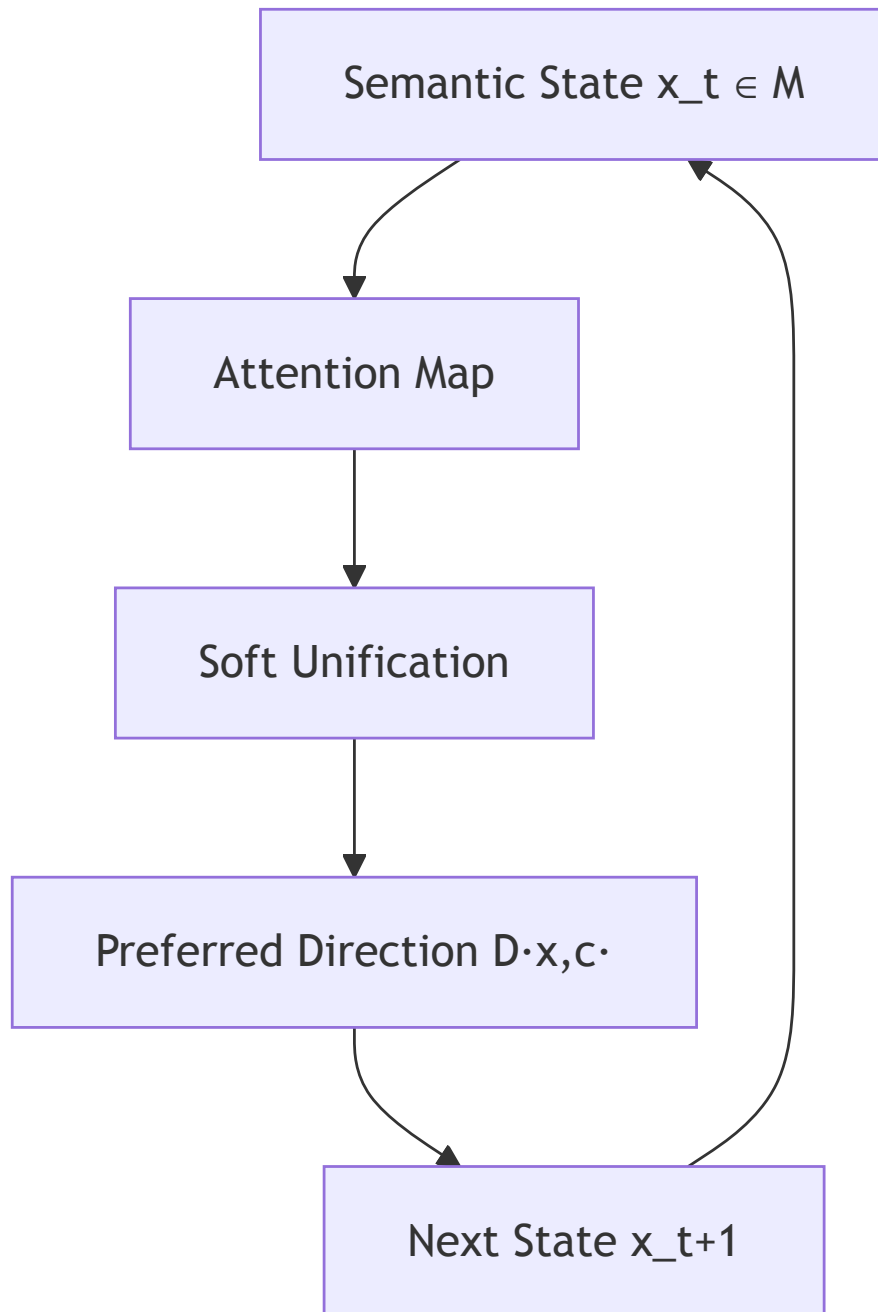 Semantic State x_t ∈ M
Attention Map
Soft Unification
Preferred Direction D·x,c·
Next State x_t+1